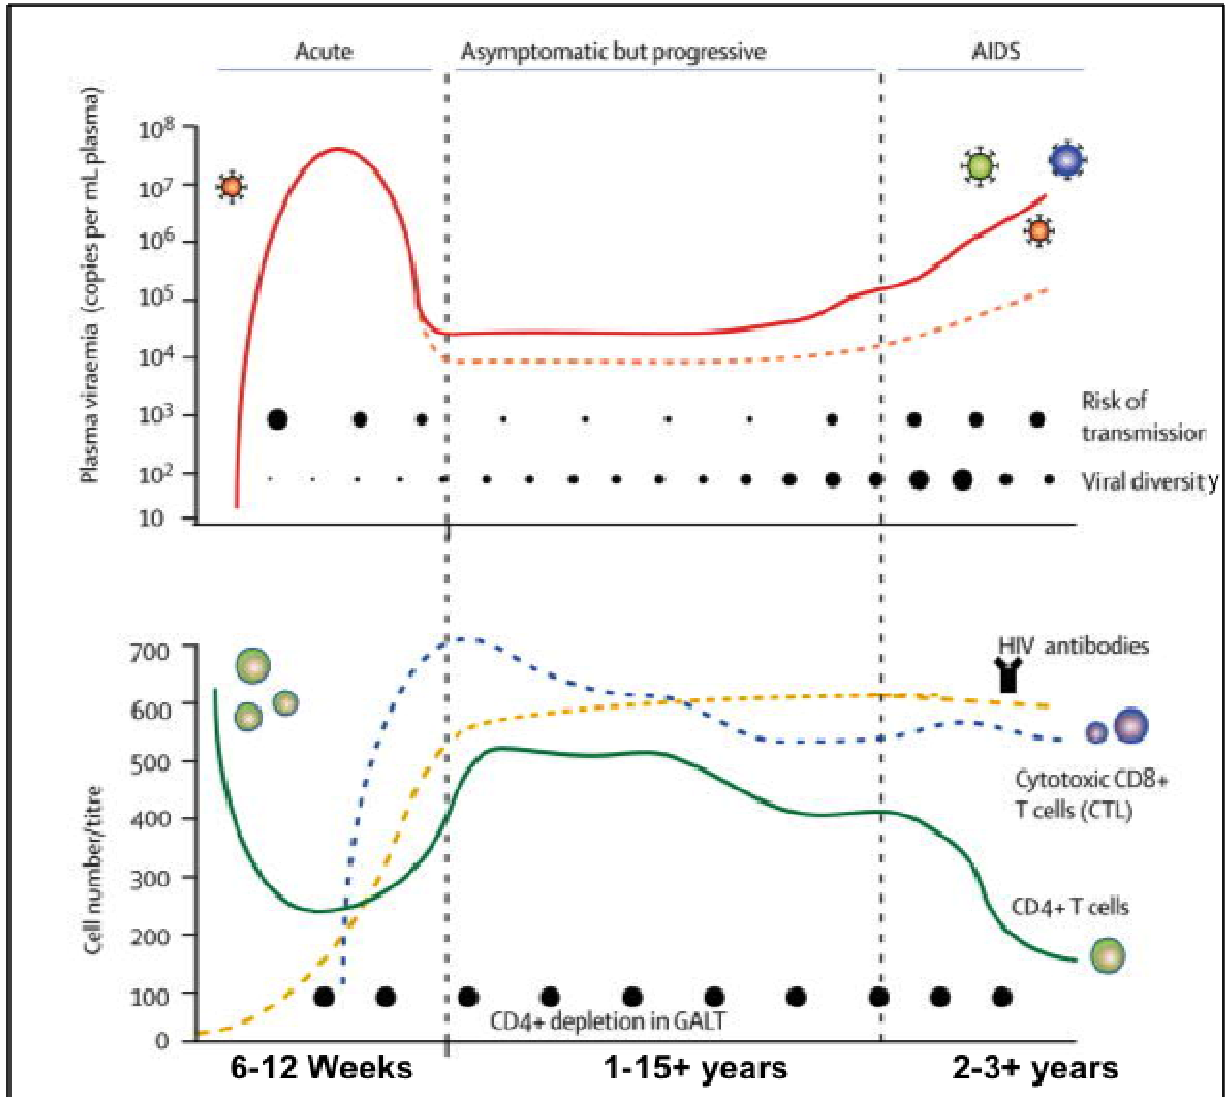 Acute
Asymptomatic but progressive
AIDS
Plasma viraemia (copies per mL plasma)
10⁸
10⁷
10⁶
10⁵
10⁴
10³
10²
10
Risk of
transmission
Viral diversity
Cell number/titre
700
600
500
400
300
200
100
0
HIV antibodies
Cytotoxic CD8+
T cells (CTL)
CD4+ T cells
CD4+ depletion in GALT
6-12 Weeks
1-15+ years
2-3+ years